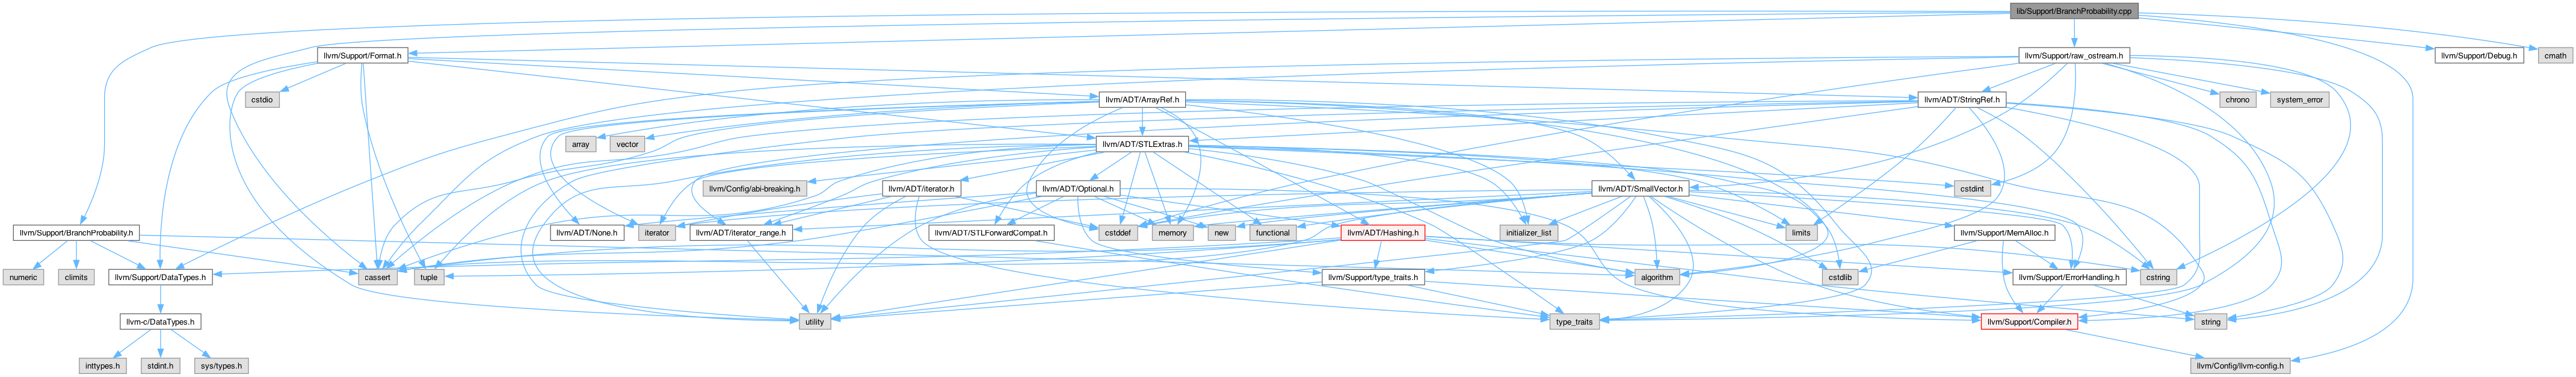 lib/Support/BranchProbability.cpp
llvm/Support/Format.h
llvm/Support/raw_ostream.h
llvm/Support/Debug.h
cmath
cstdio
llvm/ADT/ArrayRef.h
llvm/ADT/StringRef.h
chrono
system_error
array
vector
llvm/ADT/STLExtras.h
llvm/Config/abi-breaking.h
llvm/ADT/iterator.h
llvm/ADT/Optional.h
llvm/ADT/SmallVector.h
cstdint
llvm/Support/BranchProbability.h
iterator
llvm/ADT/None.h
llvm/ADT/iterator_range.h
llvm/ADT/STLForwardCompat.h
cstddef
memory
new
functional
llvm/ADT/Hashing.h
initializer_list
limits
llvm/Support/MemAlloc.h
numeric
climits
llvm/Support/DataTypes.h
cassert
tuple
llvm/Support/type_traits.h
algorithm
cstdlib
llvm/Support/ErrorHandling.h
cstring
llvm-c/DataTypes.h
utility
type_traits
llvm/Support/Compiler.h
string
inttypes.h
stdint.h
sys/types.h
llvm/Config/llvm-config.h